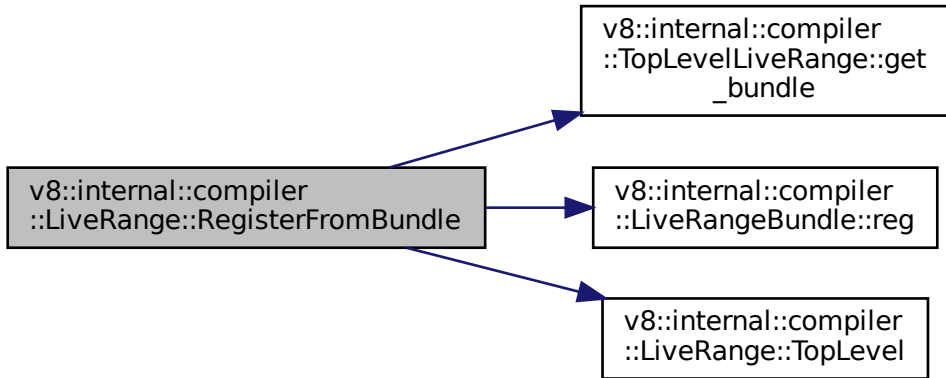 v8::internal::compiler
::TopLevelLiveRange::get
_bundle
v8::internal::compiler
::LiveRange::RegisterFromBundle
v8::internal::compiler
::LiveRangeBundle::reg
v8::internal::compiler
::LiveRange::TopLevel